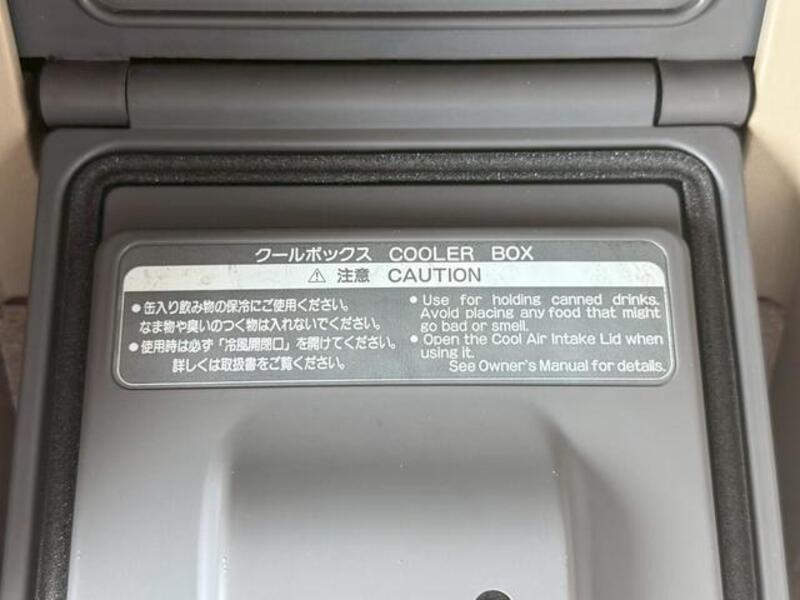 クールボックス COOLER BOX
⚠ 注意 CAUTION
●缶入り飲み物の保冷にご使用ください。
なま物や臭いのつく物は入れないでください。
●使用時は必ず「冷風開閉口」を開けてください。
詳しくは取扱書をご覧ください。
● Use for holding canned drinks.
Avoid placing any food that might
go bad or smell.
● Open the Cool Air Intake Lid when
using it.
See Owner's Manual for details.